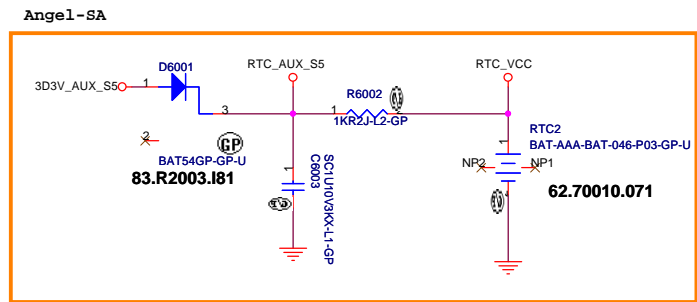 Angel-SA
D6001
RTC_AUX_S5
RTC_VCC
3D3V_AUX_S5
1
3
R6002
1
1KR2J-L2-GP
2
GP
BAT54GP-GP-U
83.R2003.I81
1
C6003
SC1U10V3KX-L1-GP
RTC2
BAT-AAA-BAT-046-P03-GP-U
1
NP2
NP1
62.70010.071